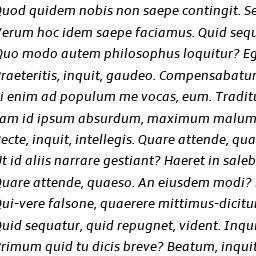 Quod quidem nobis non saepe contingit. Se
Verum hoc idem saepe faciamus. Quid sequ
Quo modo autem philosophus loquitur? Eg
Praeteritis, inquit, gaudeo. Compensabatur
Si enim ad populum me vocas, eum. Traditu
Nam id ipsum absurdum, maximum malum
Recte, inquit, intellegis. Quare attende, qua
Ut id aliis narrare gestiant? Haeret in saleb
Quare attende, quaeso. An eiusdem modi?
Qui-vere falsone, quaerere mittimus-dicitur
Quid sequatur, quid repugnet, vident. Inqui
Primum quid tu dicis breve? Beatum, inquit